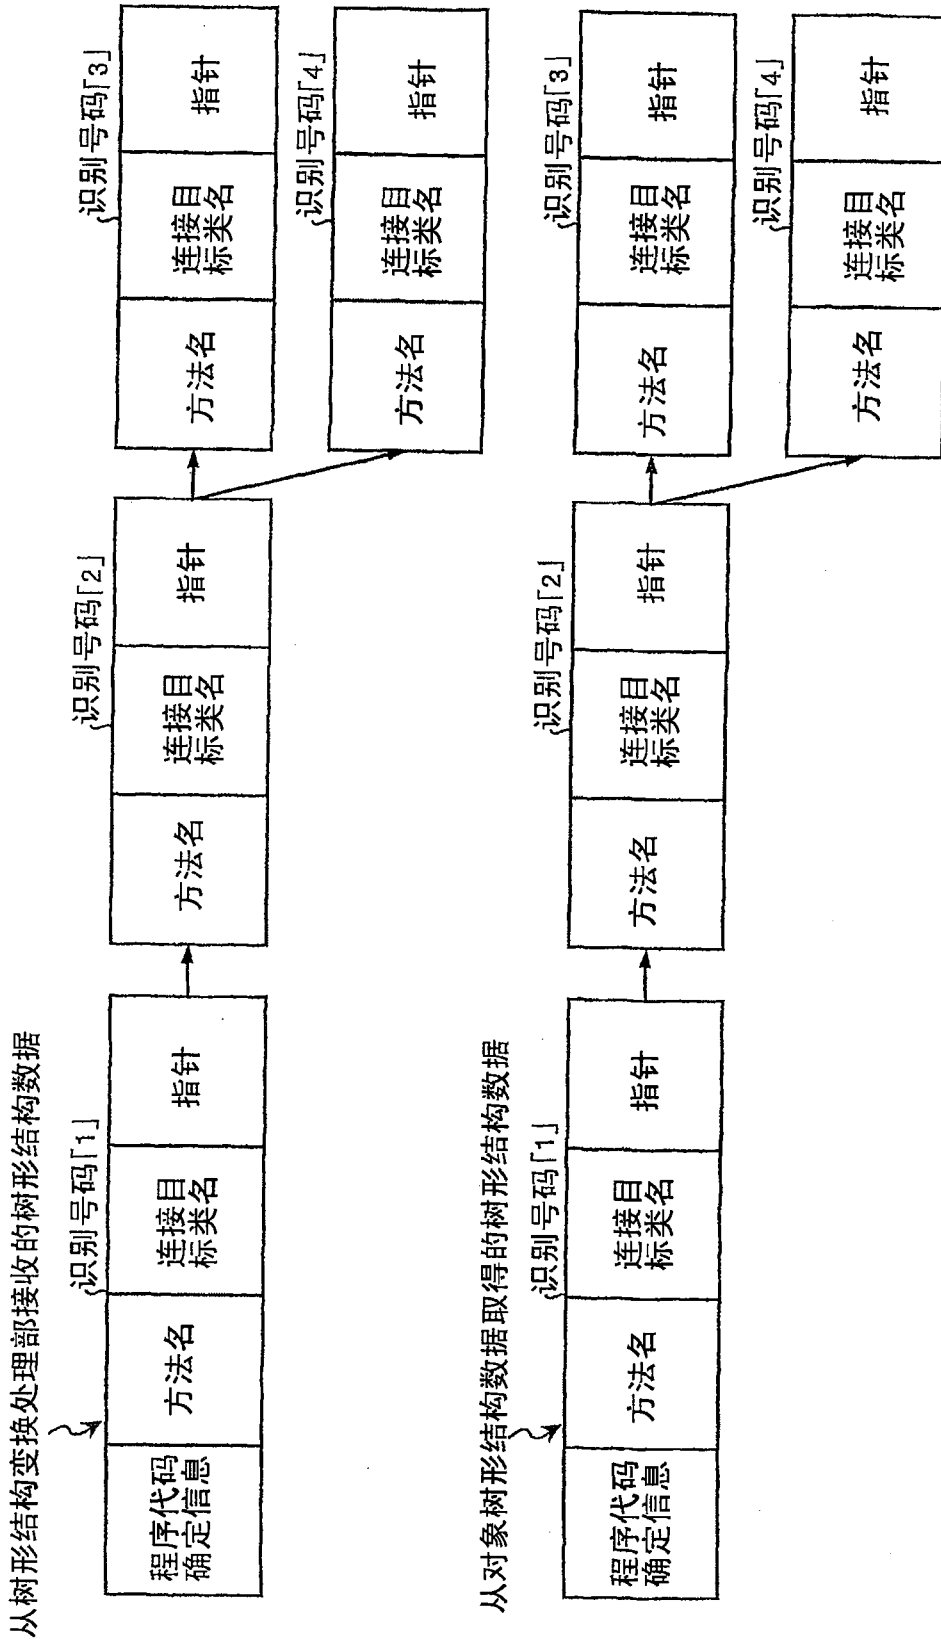 从树形结构变换处理部接收的树形结构数据
识别号码「1」
程序代码
确定信息
方法名
连接目
标类名
指针
识别号码「2」
方法名
连接目
标类名
指针
识别号码「3」
方法名
连接目
标类名
指针
识别号码「4」
方法名
连接目
标类名
指针
从对象树形结构数据取得的树形结构数据
识别号码「1」
程序代码
确定信息
方法名
连接目
标类名
指针
识别号码「2」
方法名
连接目
标类名
指针
识别号码「3」
方法名
连接目
标类名
指针
识别号码「4」
方法名
连接目
标类名
指针